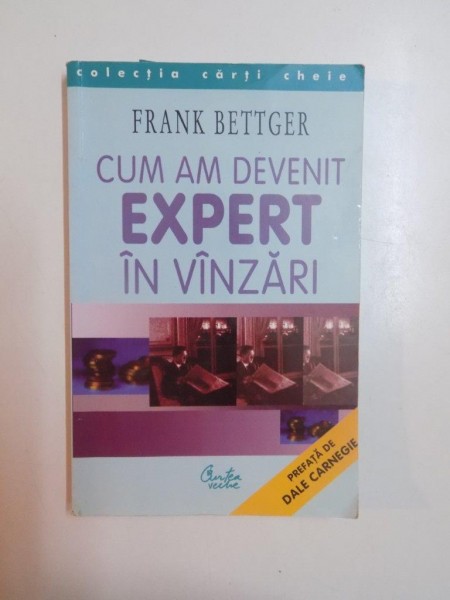 colecția cărți cheie
FRANK BETTGER
CUM AM DEVENIT
EXPERT
ÎN VÎNZĂRI
PREFAȚĂ DE
DALE CARNEGIE
Curtea
veche